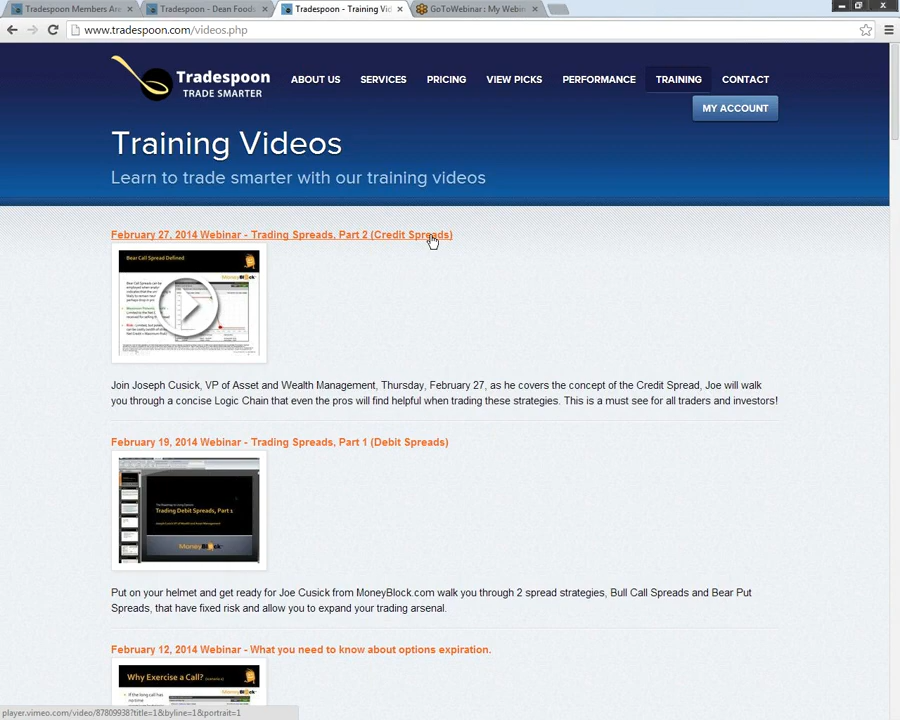 Tradespoon Members Are
Tradespoon - Dean Foods
Tradespoon - Training Vid
GoToWebinar : My Webin
www.tradespoon.com/videos.php
Tradespoon
TRADE SMARTER
ABOUT US
SERVICES
PRICING
VIEW PICKS
PERFORMANCE
TRAINING
CONTACT
MY ACCOUNT
Training Videos
Learn to trade smarter with our training videos
February 27, 2014 Webinar - Trading Spreads, Part 2 (Credit Spreads)
Bear Call Spread Defined
MoneyBlock
Join Joseph Cusick, VP of Asset and Wealth Management, Thursday, February 27, as he covers the concept of the Credit Spread, Joe will walk
you through a concise Logic Chain that even the pros will find helpful when trading these strategies. This is a must see for all traders and investors!
February 19, 2014 Webinar - Trading Spreads, Part 1 (Debit Spreads)
Trading Debit Spreads, Part 1
MoneyBlock
Put on your helmet and get ready for Joe Cusick from MoneyBlock.com walk you through 2 spread strategies, Bull Call Spreads and Bear Put
Spreads, that have fixed risk and allow you to expand your trading arsenal.
February 12, 2014 Webinar - What you need to know about options expiration.
Why Exercise a Call?
MoneyBlock
If the long call has
player.vimeo.com/video/87809938?title=1&byline=1&portrait=1